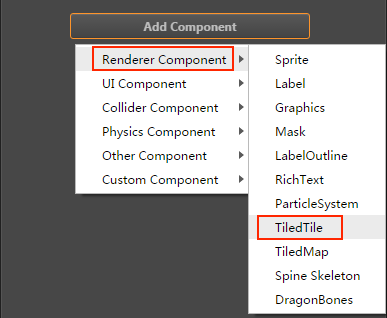 Add Component
Renderer Component
UI Component
Collider Component
Physics Component
Other Component
Custom Component
Sprite
Label
Graphics
Mask
LabelOutline
RichText
ParticleSystem
TiledTile
TiledMap
Spine Skeleton
DragonBones